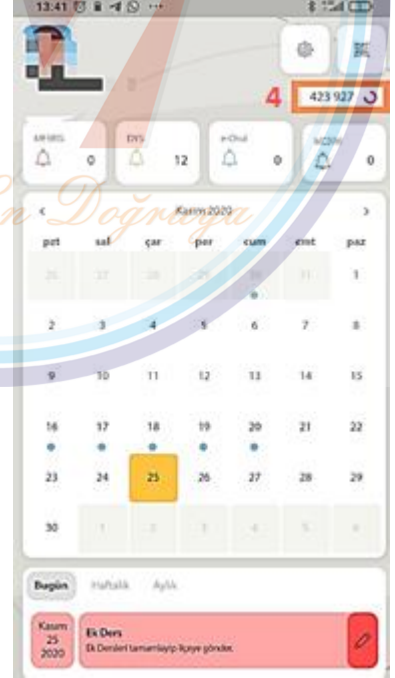 13:41
4
423 927
MEBBİS
DYS
e-Okul
0
12
0
0
En Doğruya
Kasım 2020
pzt sal çar per cum cmt paz
26 27 28 29 30 31 1
2 3 4 5 6 7 8
9 10 11 12 13 14 15
16 17 18 19 20 21 22
23 24 25 26 27 28 29
30 1 2 3 4 5 6
Bugün Haftalık Aylık
Kasım
25
2020
Ek Ders
Ek Dersleri tamamlayıp ilçeye gönder.